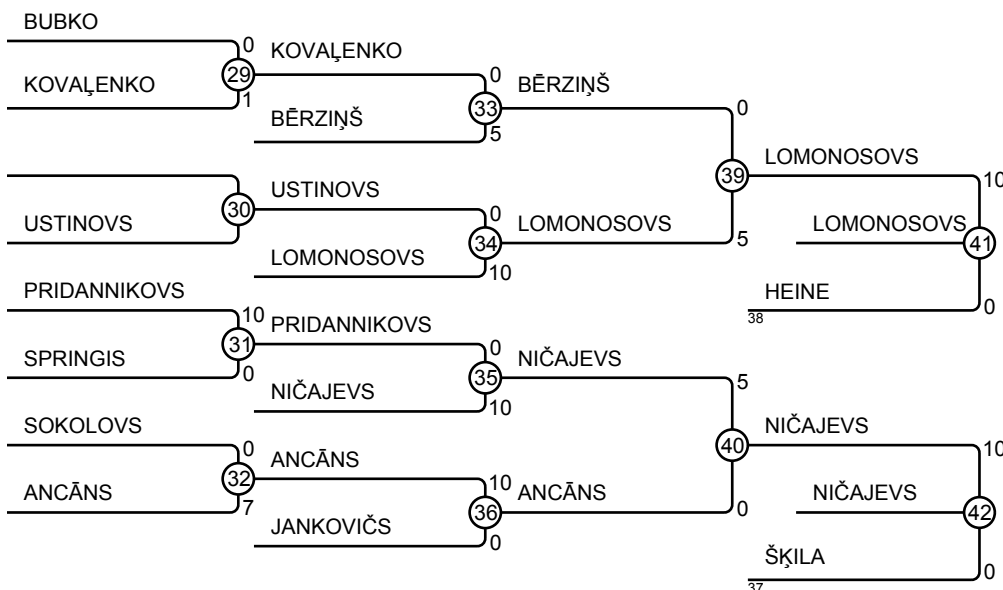 BUBKO
0
KOVAĻENKO
29
0
KOVAĻENKO
BĒRZIŅŠ
0
1
33
BĒRZIŅŠ
5
LOMONOSOVS
39
10
USTINOVS
30
0
USTINOVS
LOMONOSOVS
LOMONOSOVS
34
5
41
LOMONOSOVS
10
PRIDANNIKOVS
HEINE
0
38
10
PRIDANNIKOVS
31
0
SPRINGIS
NIČAJEVS
0
35
5
NIČAJEVS
10
SOKOLOVS
NIČAJEVS
0
40
10
ANCĀNS
32
10
ANCĀNS
ANCĀNS
NIČAJEVS
7
36
0
42
JANKOVIČS
0
ŠĶILA
0
37